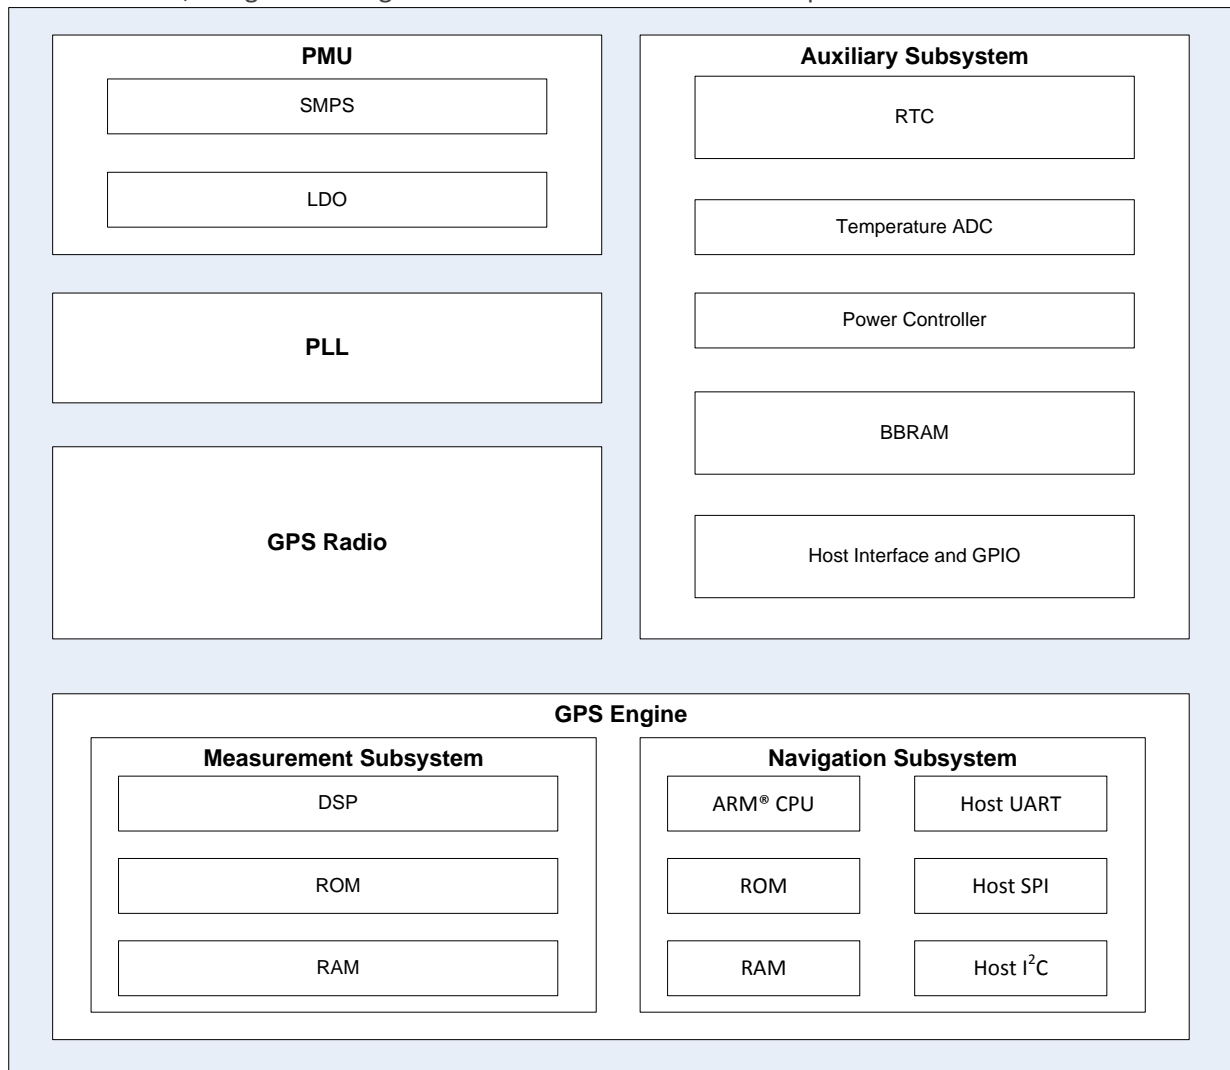 PMU
SMPS
LDO
PLL
GPS Radio
Auxiliary Subsystem
RTC
Temperature ADC
Power Controller
BBRAM
Host Interface and GPIO
GPS Engine
Measurement Subsystem
DSP
ROM
RAM
Navigation Subsystem
ARM® CPU
ROM
RAM
Host UART
Host SPI
Host I²C